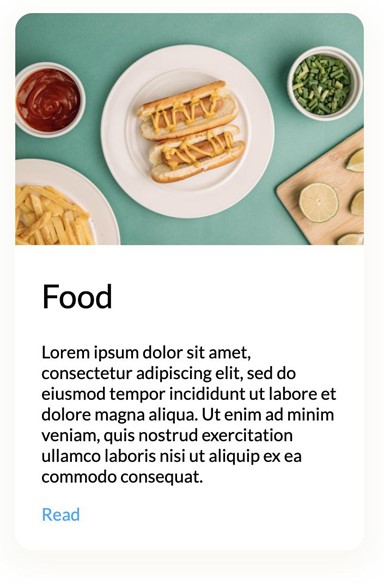 Food
Lorem ipsum dolor sit amet,
consectetur adipiscing elit, sed do
eiusmod tempor incididunt ut labore et
dolore magna aliqua. Ut enim ad minim
veniam, quis nostrud exercitation
ullamco laboris nisi ut aliquip ex ea
commodo consequat.
Read